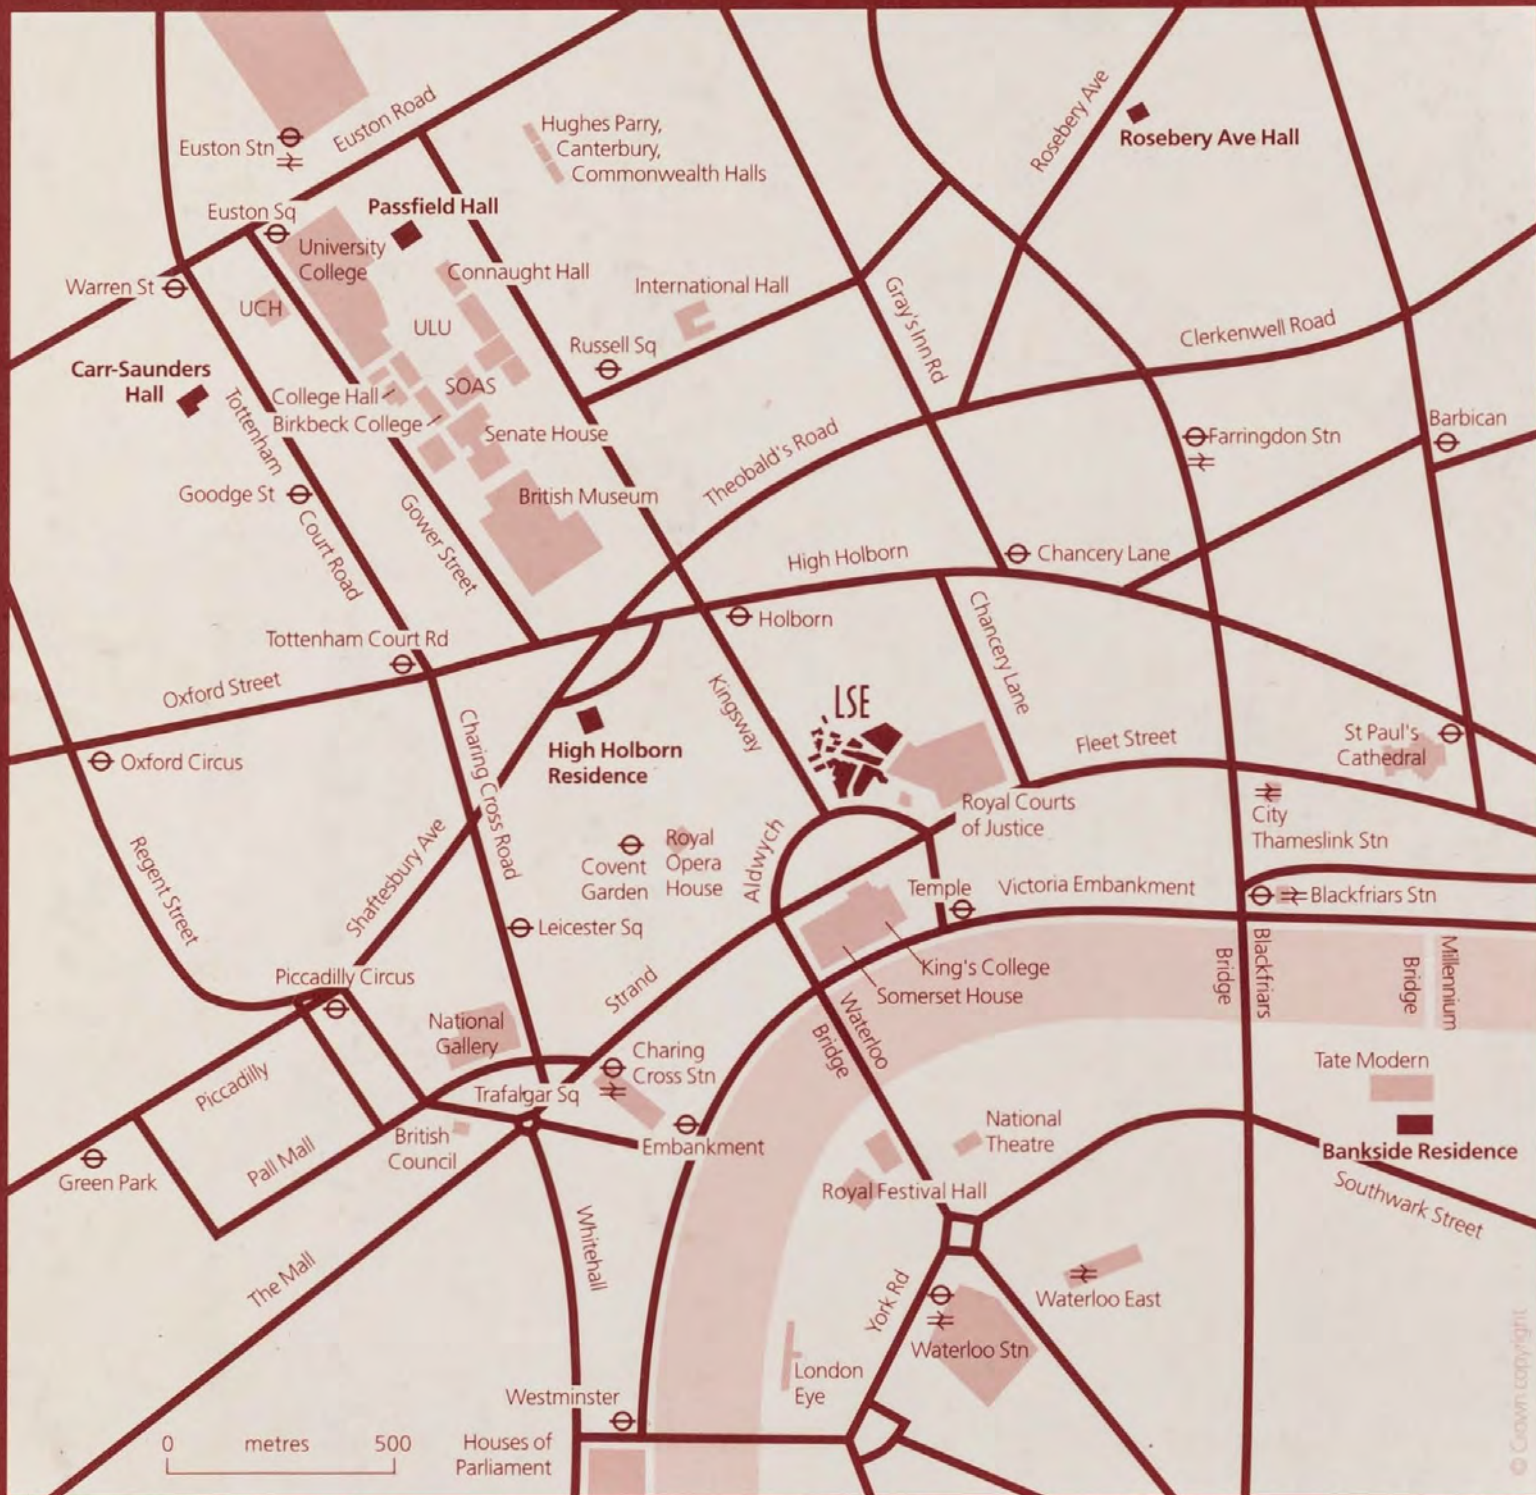 Euston Road
Hughes Parry,
Canterbury,
Commonwealth Halls
Rosebery Ave
Rosebery Ave Hall
Euston Stn
Euston Sq
Passfield Hall
University
College
Connaught Hall
International Hall
Warren St
UCH
ULU
Gray's Inn Rd
Clerkenwell Road
Russell Sq
Carr-Saunders
Hall
College Hall
SOAS
Birkbeck College
Senate House
Tottenham
Court Road
Theobald's Road
Farringdon Stn
Barbican
Goodge St
Gower Street
British Museum
High Holborn
Chancery Lane
Holborn
Chancery Lane
Tottenham Court Rd
Oxford Street
Kingsway
LSE
Charing Cross Road
High Holborn
Residence
Fleet Street
St Paul's
Cathedral
Oxford Circus
Royal Courts
of Justice
City
Thameslink Stn
Regent Street
Shaftesbury Ave
Covent
Garden
Royal
Opera
House
Aldwych
Temple
Victoria Embankment
Blackfriars Stn
Leicester Sq
Piccadilly Circus
Strand
King's College
Somerset House
Waterloo
Bridge
Blackfriars
Bridge
Millennium
Bridge
National
Gallery
Charing
Cross Stn
Tate Modern
Piccadilly
Trafalgar Sq
National
Theatre
British
Council
Embankment
Bankside Residence
Green Park
Pall Mall
Royal Festival Hall
Southwark Street
Whitehall
The Mall
York Rd
Waterloo East
Waterloo Stn
London
Eye
Westminster
0 metres 500
Houses of
Parliament
© Crown copyright